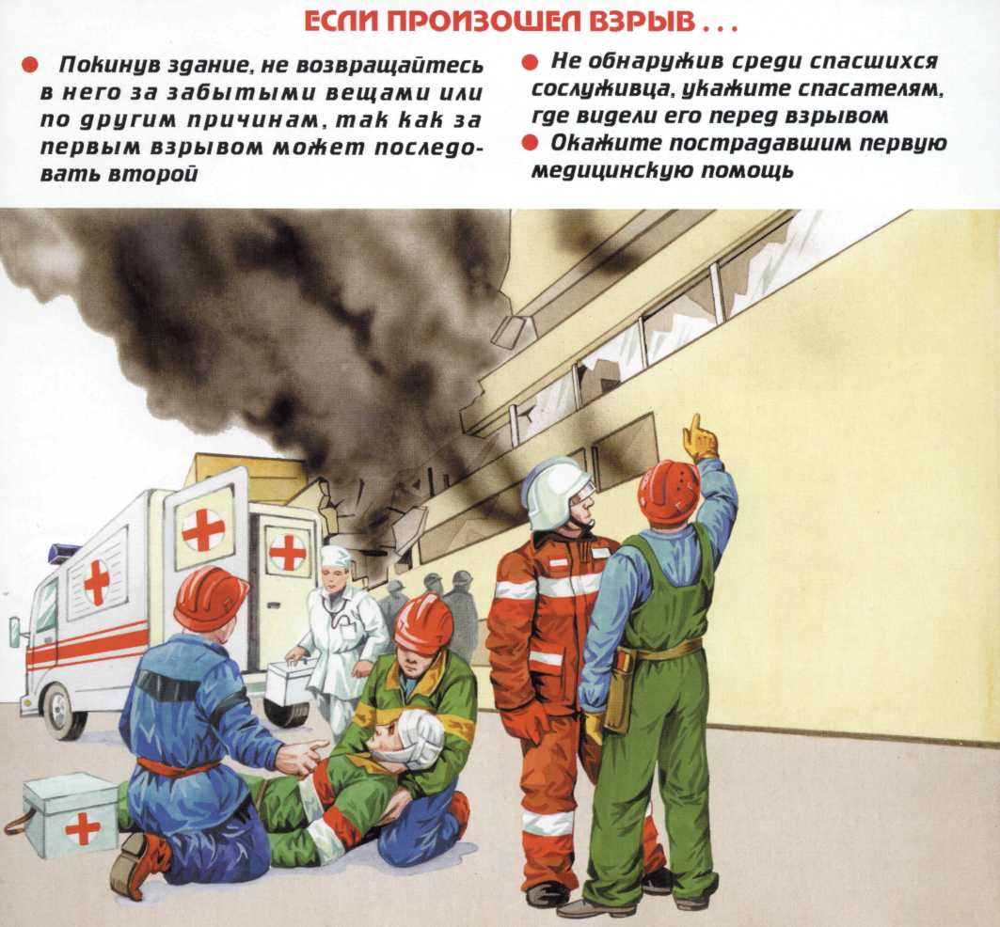 ЕСЛИ ПРОИЗОШЕЛ ВЗРЫВ...
● Покинув здание, не возвращайтесь
в него за забытыми вещами или
по другим причинам, так как за
первым взрывом может последо-
вать второй
● Не обнаружив среди спасшихся
сослуживца, укажите спасателям,
где видели его перед взрывом
● Окажите пострадавшим первую
медицинскую помощь